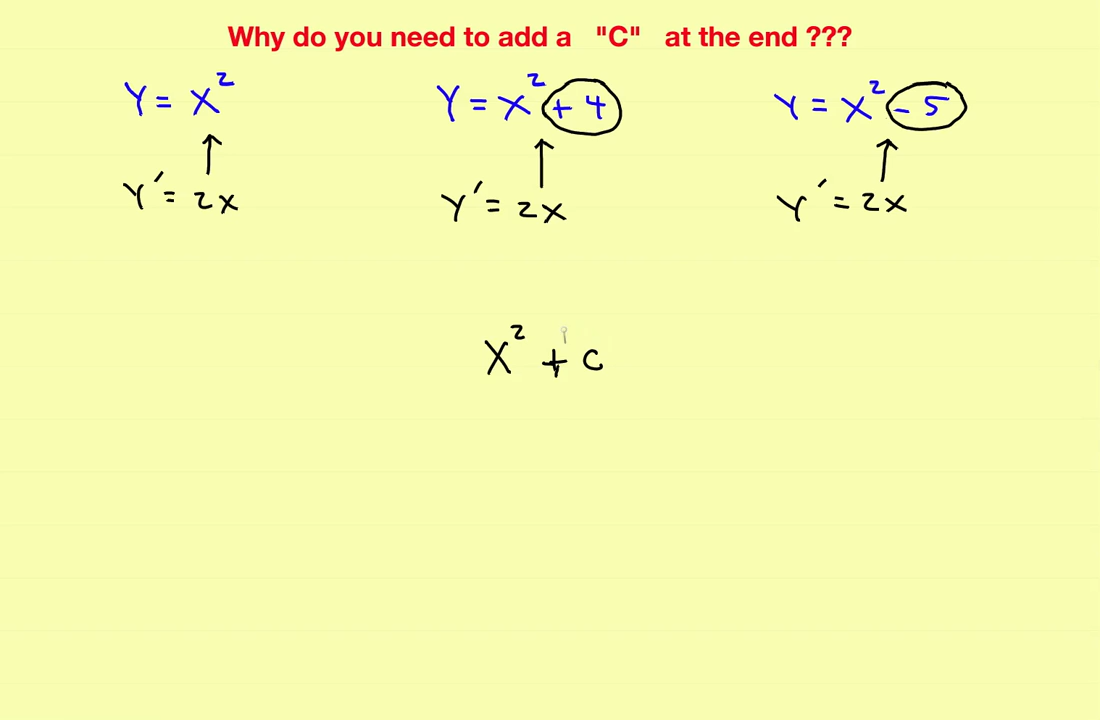 Why do you need to add a "C" at the end ???
Y = X² Y = X² + 4 Y = X² - 5
Y' = 2X Y' = 2X Y' = 2X
X² + C